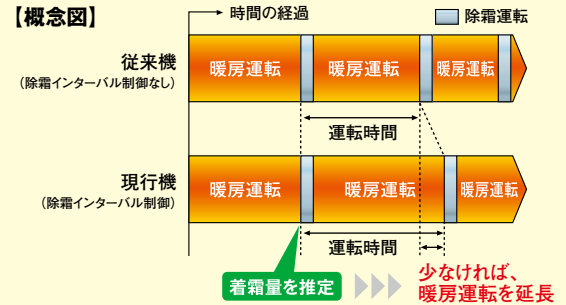 【概念図】
時間の経過
除霜運転
従来機
（除霜インターバル制御なし）
暖房運転
暖房運転
暖房運転
運転時間
現行機
（除霜インターバル制御）
暖房運転
暖房運転
暖房運転
運転時間
着霜量を推定
少なければ、
暖房運転を延長